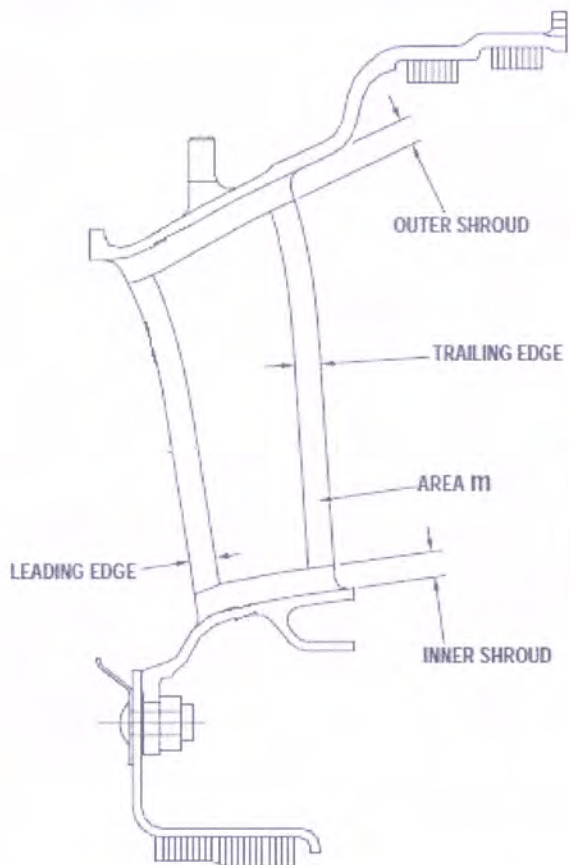 OUTER SHROUD
TRAILING EDGE
AREA m
LEADING EDGE
INNER SHROUD